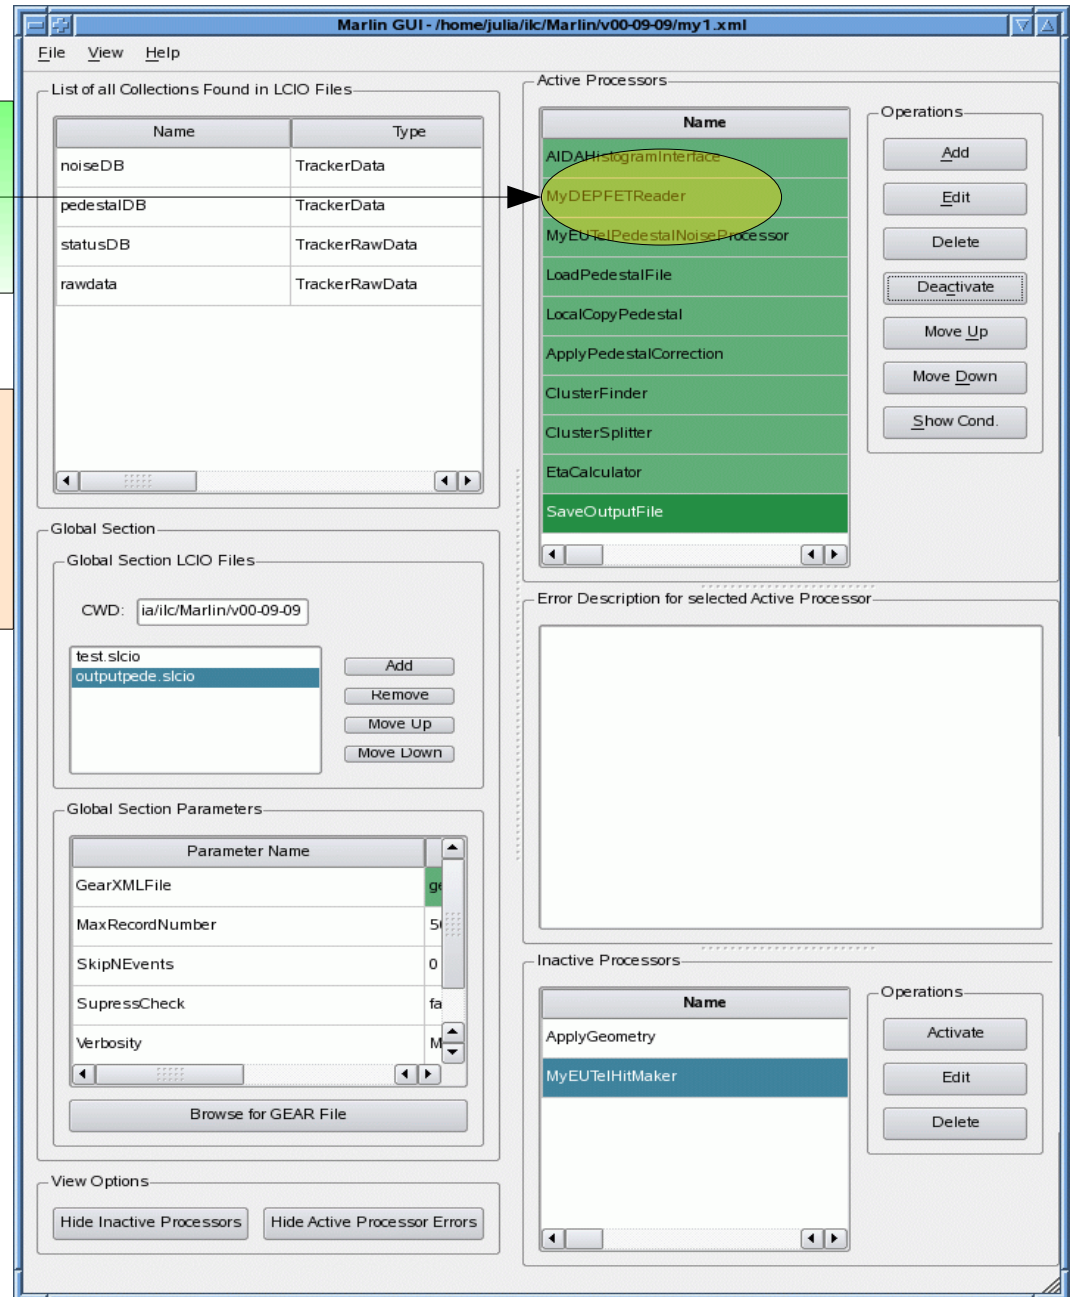 Marlin GUI - /home/julia/ilc/Marlin/v00-09-09/my1.xml
File View Help
List of all Collections Found in LCIO Files
Name Type
noiseDB TrackerData
pedestalDB TrackerData
statusDB TrackerRawData
rawdata TrackerRawData
Global Section
Global Section LCIO Files
CWD: ia/ilc/Marlin/v00-09-09
test.slcio
outputpede.slcio
Add
Remove
Move Up
Move Down
Global Section Parameters
Parameter Name
GearXMLFile ge
MaxRecordNumber 50
SkipNEvents 0
SupressCheck fa
Verbosity M
Browse for GEAR File
View Options
Hide Inactive Processors Hide Active Processor Errors
Active Processors
Name
AIDAHistogramInterface
MyDEPFETReader
MyEUTelPedestalNoiseProcessor
LoadPedestalFile
LocalCopyPedestal
ApplyPedestalCorrection
ClusterFinder
ClusterSplitter
EtaCalculator
SaveOutputFile
Operations
Add
Edit
Delete
Deactivate
Move Up
Move Down
Show Cond.
Error Description for selected Active Processor
Inactive Processors
Name
ApplyGeometry
MyEUTelHitMaker
Operations
Activate
Edit
Delete